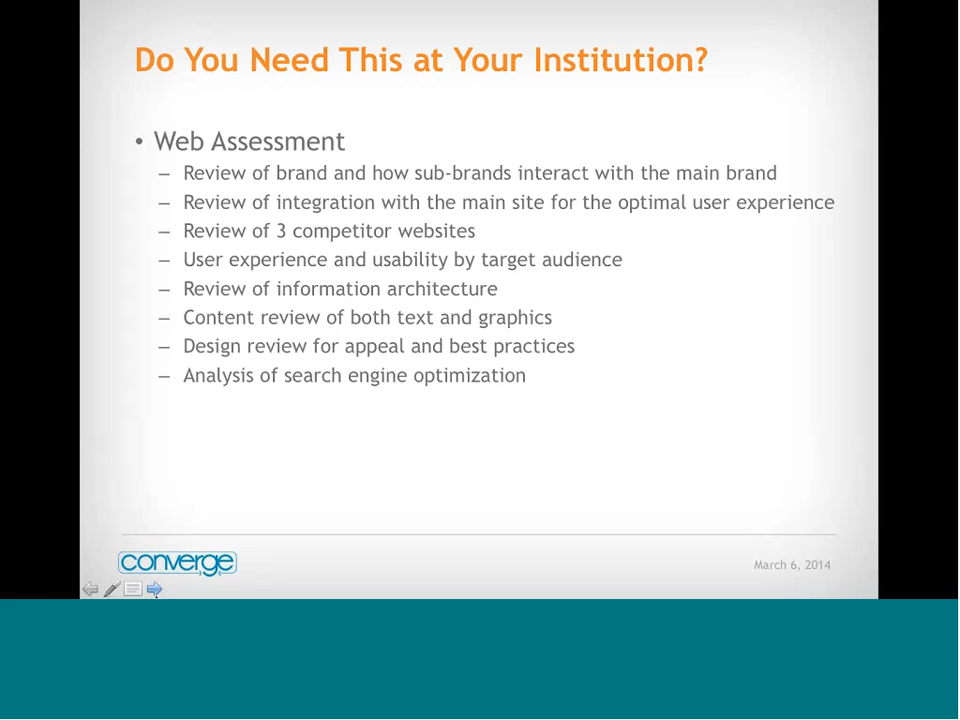 Do You Need This at Your Institution?
• Web Assessment
– Review of brand and how sub-brands interact with the main brand
– Review of integration with the main site for the optimal user experience
– Review of 3 competitor websites
– User experience and usability by target audience
– Review of information architecture
– Content review of both text and graphics
– Design review for appeal and best practices
– Analysis of search engine optimization
converge
March 6, 2014